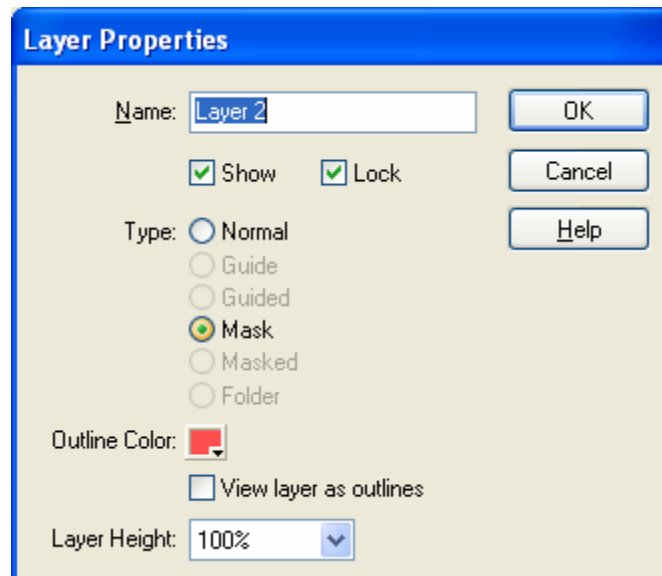 Layer Properties
Name: Layer 2 OK
Show Lock Cancel
Type: Normal Help
Guide
Guided
Mask
Masked
Folder
Outline Color:
View layer as outlines
Layer Height: 100%